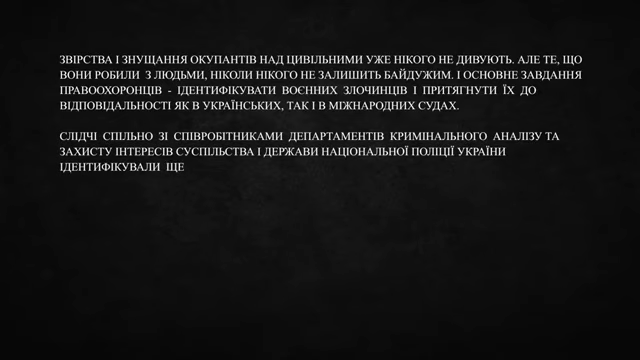 ЗВІРСТВА І ЗНУЩАННЯ ОКУПАНТІВ НАД ЦИВІЛЬНИМИ УЖЕ НІКОГО НЕ ДИВУЮТЬ. АЛЕ ТЕ, ЩО
ВОНИ РОБИЛИ З ЛЮДЬМИ, НІКОЛИ НІКОГО НЕ ЗАЛИШИТЬ БАЙДУЖИМ. І ОСНОВНЕ ЗАВДАННЯ
ПРАВООХОРОНЦІВ - ІДЕНТИФІКУВАТИ ВОЄННИХ ЗЛОЧИНЦІВ І ПРИТЯГНУТИ ЇХ ДО
ВІДПОВІДАЛЬНОСТІ ЯК В УКРАЇНСЬКИХ, ТАК І В МІЖНАРОДНИХ СУДАХ.
СЛІДЧІ СПІЛЬНО ЗІ СПІВРОБІТНИКАМИ ДЕПАРТАМЕНТІВ КРИМІНАЛЬНОГО АНАЛІЗУ ТА
ЗАХИСТУ ІНТЕРЕСІВ СУСПІЛЬСТВА І ДЕРЖАВИ НАЦІОНАЛЬНОЇ ПОЛІЦІЇ УКРАЇНИ
ІДЕНТИФІКУВАЛИ ЩЕ